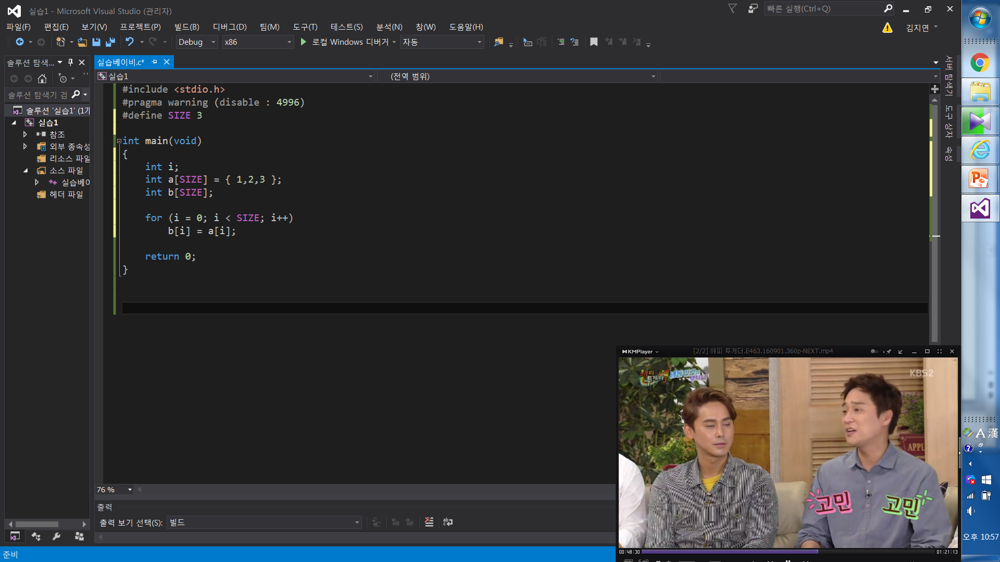 실습1 - Microsoft Visual Studio (관리자)
빠른 실행(Ctrl+Q)
파일(F) 편집(E) 보기(V) 프로젝트(P) 빌드(B) 디버그(D) 팀(M) 도구(T) 테스트(S) 분석(N) 창(W) 도움말(H)
김지연
Debug x86 로컬 Windows 디버거 자동
솔루션 탐색...
실습베이비.c*
실습1
(전역 범위)
솔루션 탐색기 검
솔루션 '실습1' (1개
실습1
참조
외부 종속성
리소스 파일
소스 파일
실습베이
헤더 파일
#include <stdio.h>
#pragma warning (disable : 4996)
#define SIZE 3
int main(void)
{
int i;
int a[SIZE] = { 1,2,3 };
int b[SIZE];
for (i = 0; i < SIZE; i++)
b[i] = a[i];
return 0;
}
서버 탐색기
도구 상자
속성
76 %
출력
출력 보기 선택(S): 빌드
준비
KMPlayer
[2/2] 해피 투게더.E463.160901.360p-NEXT.mp4
해피 투게더3
KBS2
APPL
고민
고민
00:48:30
01:21:13
A 漢
오후 10:57